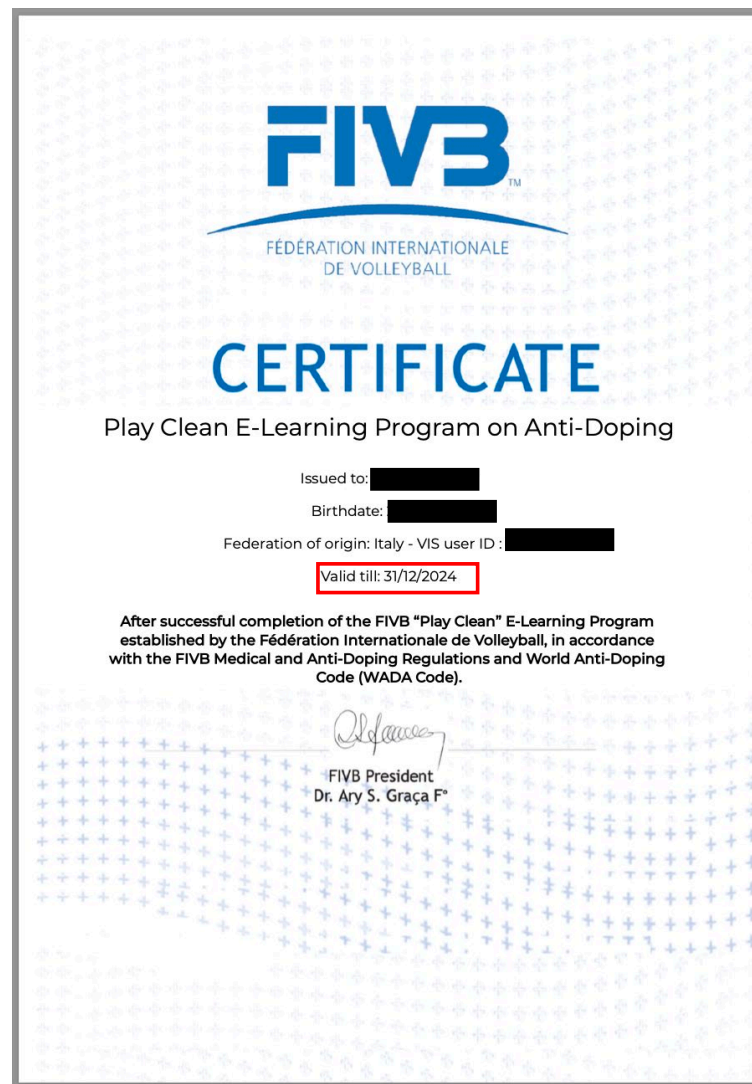 FIVB
TM
FÉDÉRATION INTERNATIONALE
DE VOLLEYBALL
CERTIFICATE
Play Clean E-Learning Program on Anti-Doping
Issued to:
Birthdate:
Federation of origin: Italy - VIS user ID :
Valid till: 31/12/2024
After successful completion of the FIVB “Play Clean” E-Learning Program
established by the Fédération Internationale de Volleyball, in accordance
with the FIVB Medical and Anti-Doping Regulations and World Anti-Doping
Code (WADA Code).
FIVB President
Dr. Ary S. Graça Fº